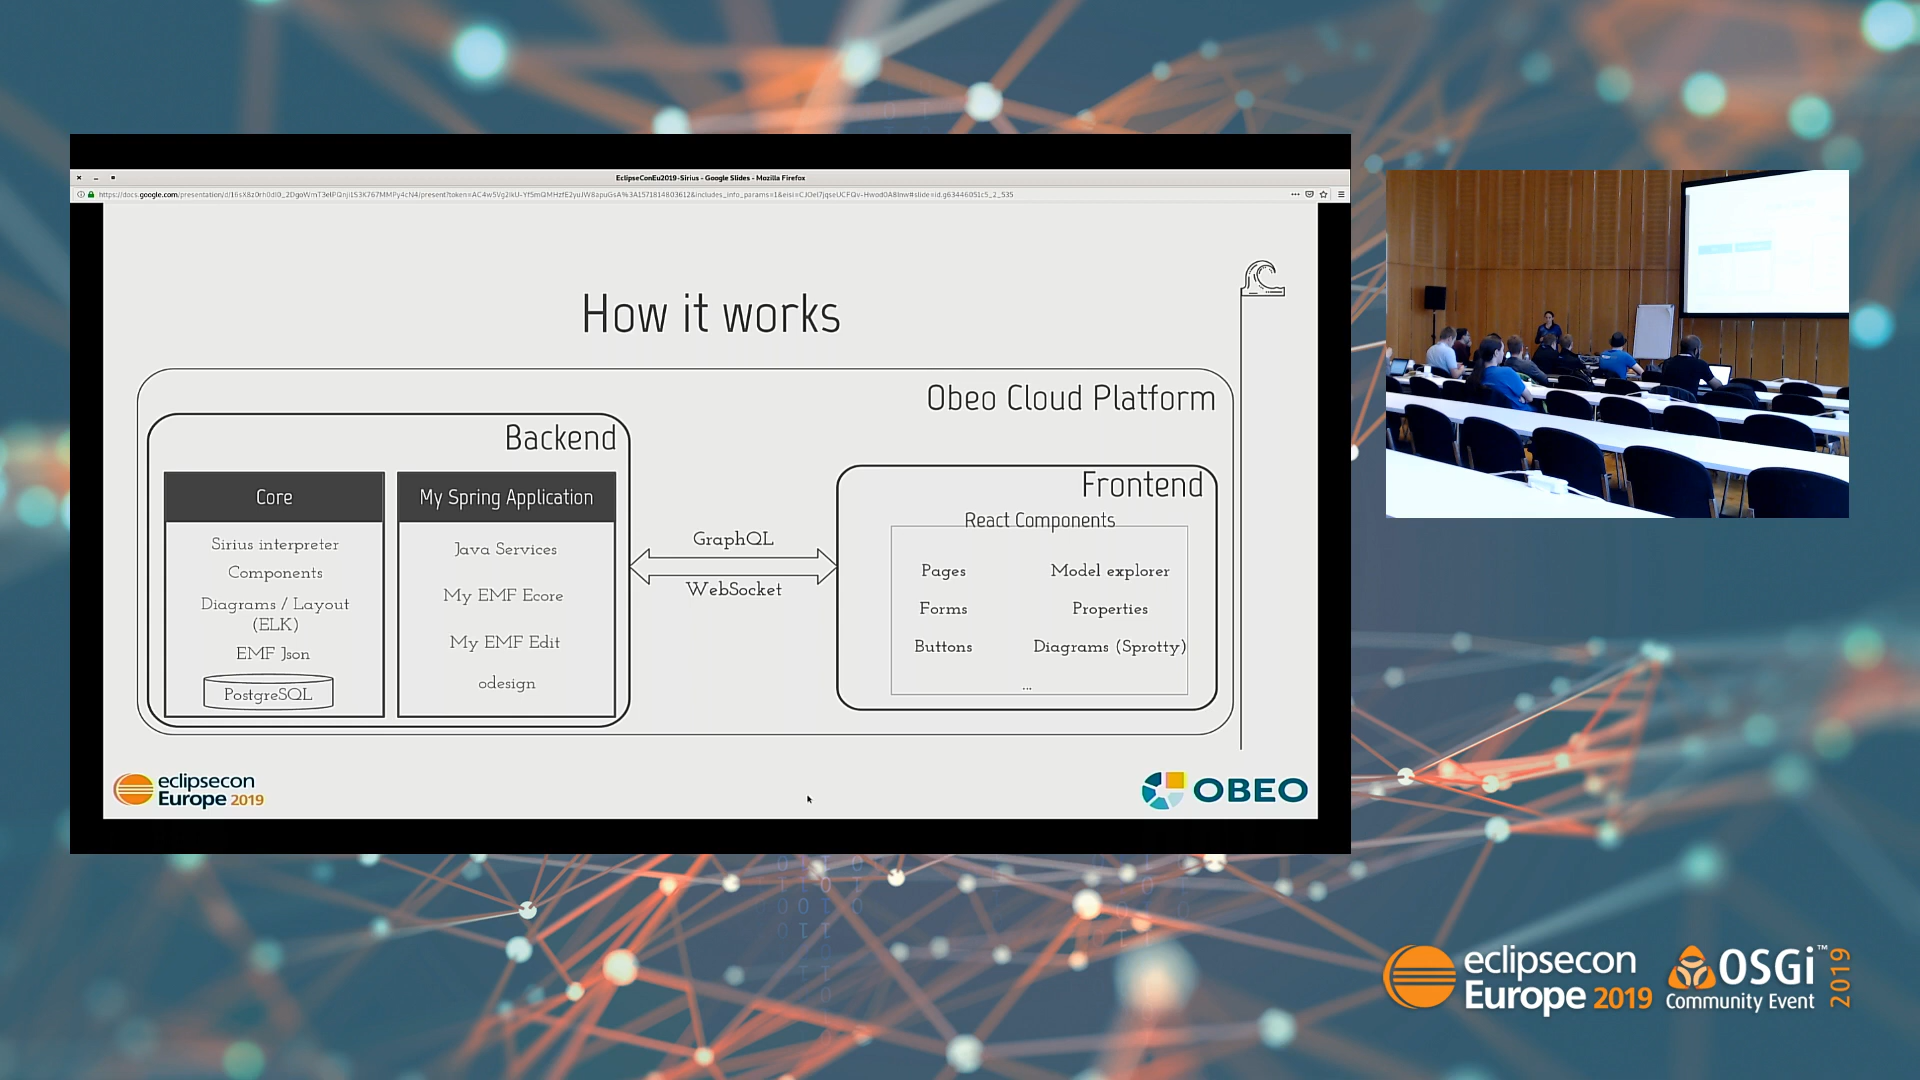 EclipseConEu2019-Sirius - Google Slides - Mozilla Firefox
How it works
Obeo Cloud Platform
Backend
Core
Sirius interpreter
Components
Diagrams / Layout
(ELK)
EMF Json
PostgreSQL
My Spring Application
Java Services
My EMF Ecore
My EMF Edit
odesign
GraphQL
WebSocket
Frontend
React Components
Pages
Model explorer
Forms
Properties
Buttons
Diagrams (Sprotty)
...
eclipsecon
Europe 2019
OBEO
eclipsecon
Europe 2019
OSGi™
Community Event
2019